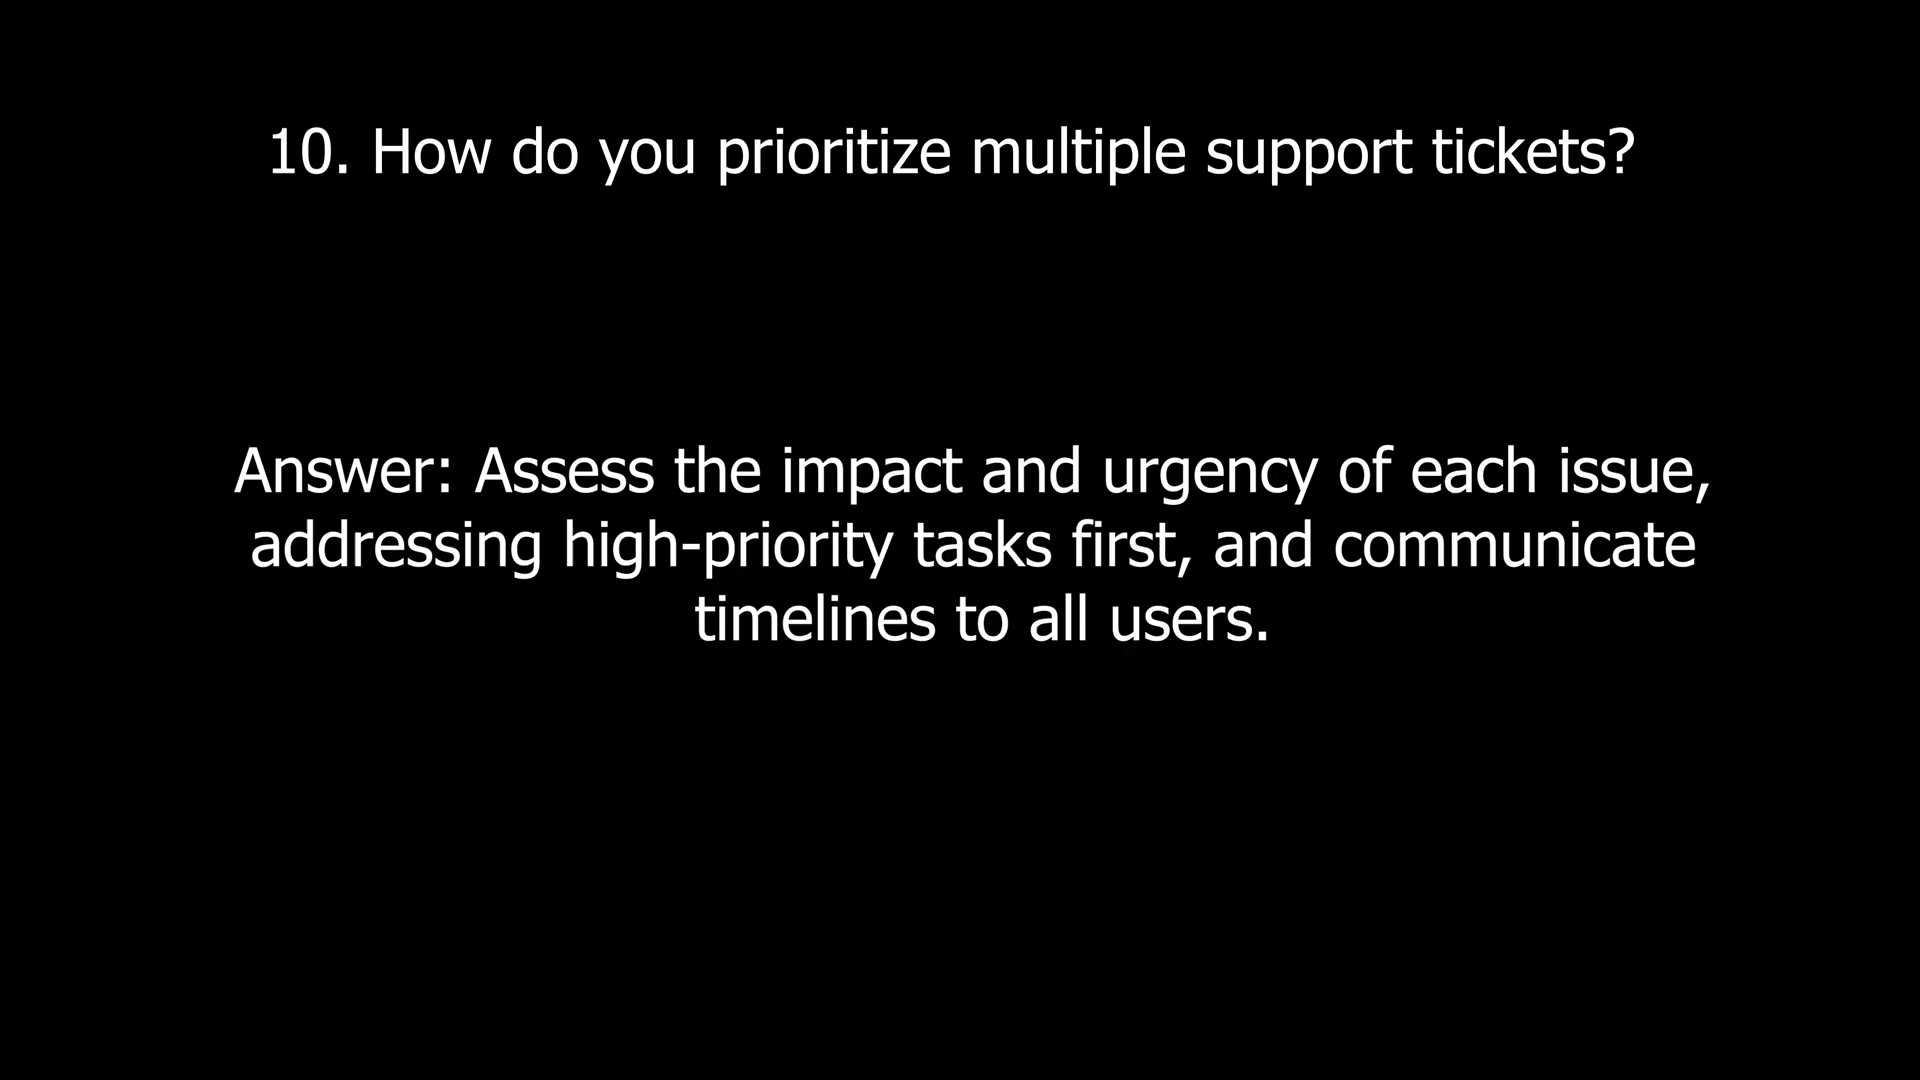 10. How do you prioritize multiple support tickets?
Answer: Assess the impact and urgency of each issue,
addressing high-priority tasks first, and communicate
timelines to all users.